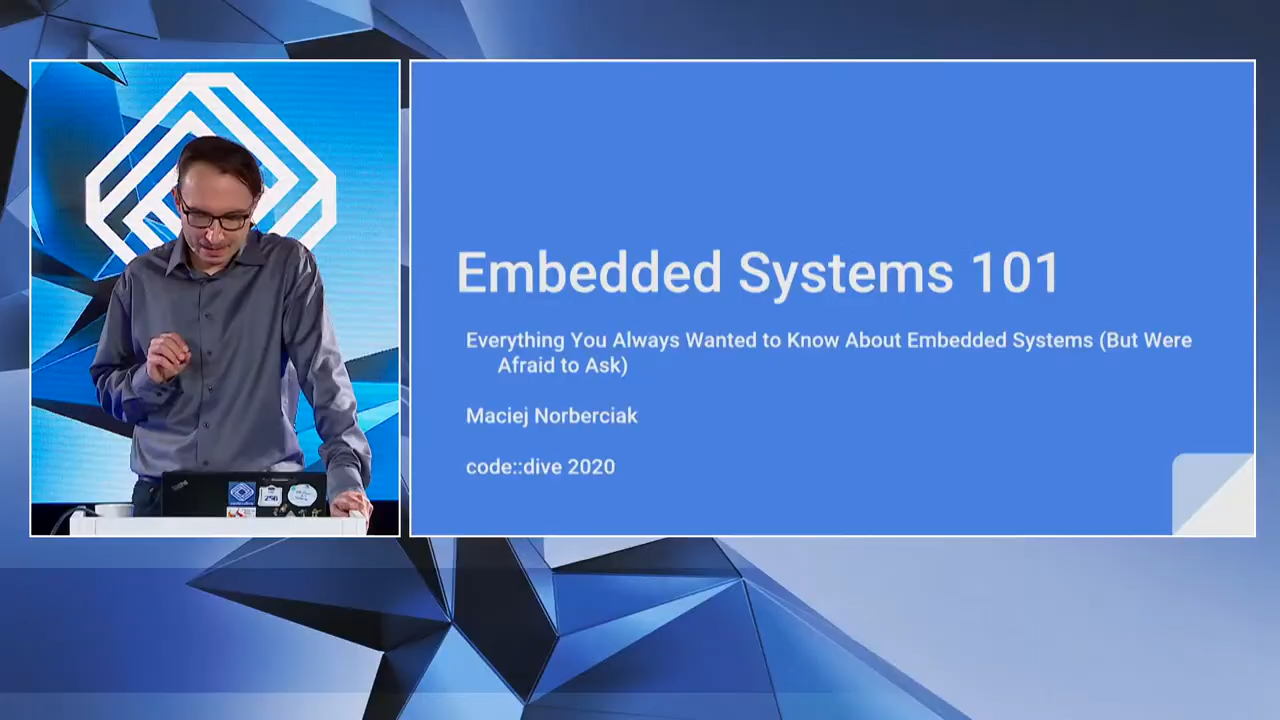 Embedded Systems 101
Everything You Always Wanted to Know About Embedded Systems (But Were
Afraid to Ask)
Maciej Norberciak
code::dive 2020